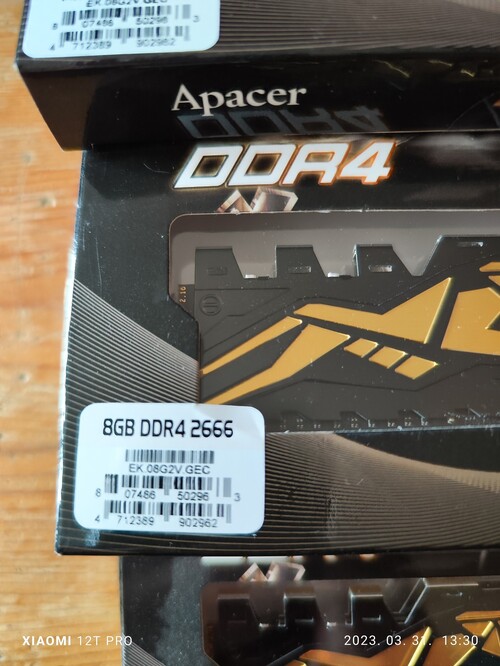 EK.08G2V.GEC
8 07486 50296 3
4 712389 902962
Apacer
DDR4
8GB DDR4 2666
EK.08G2V.GEC
8 07486 50296 3
4 712389 902962
XIAOMI 12T PRO
2023. 03. 31. 13:30